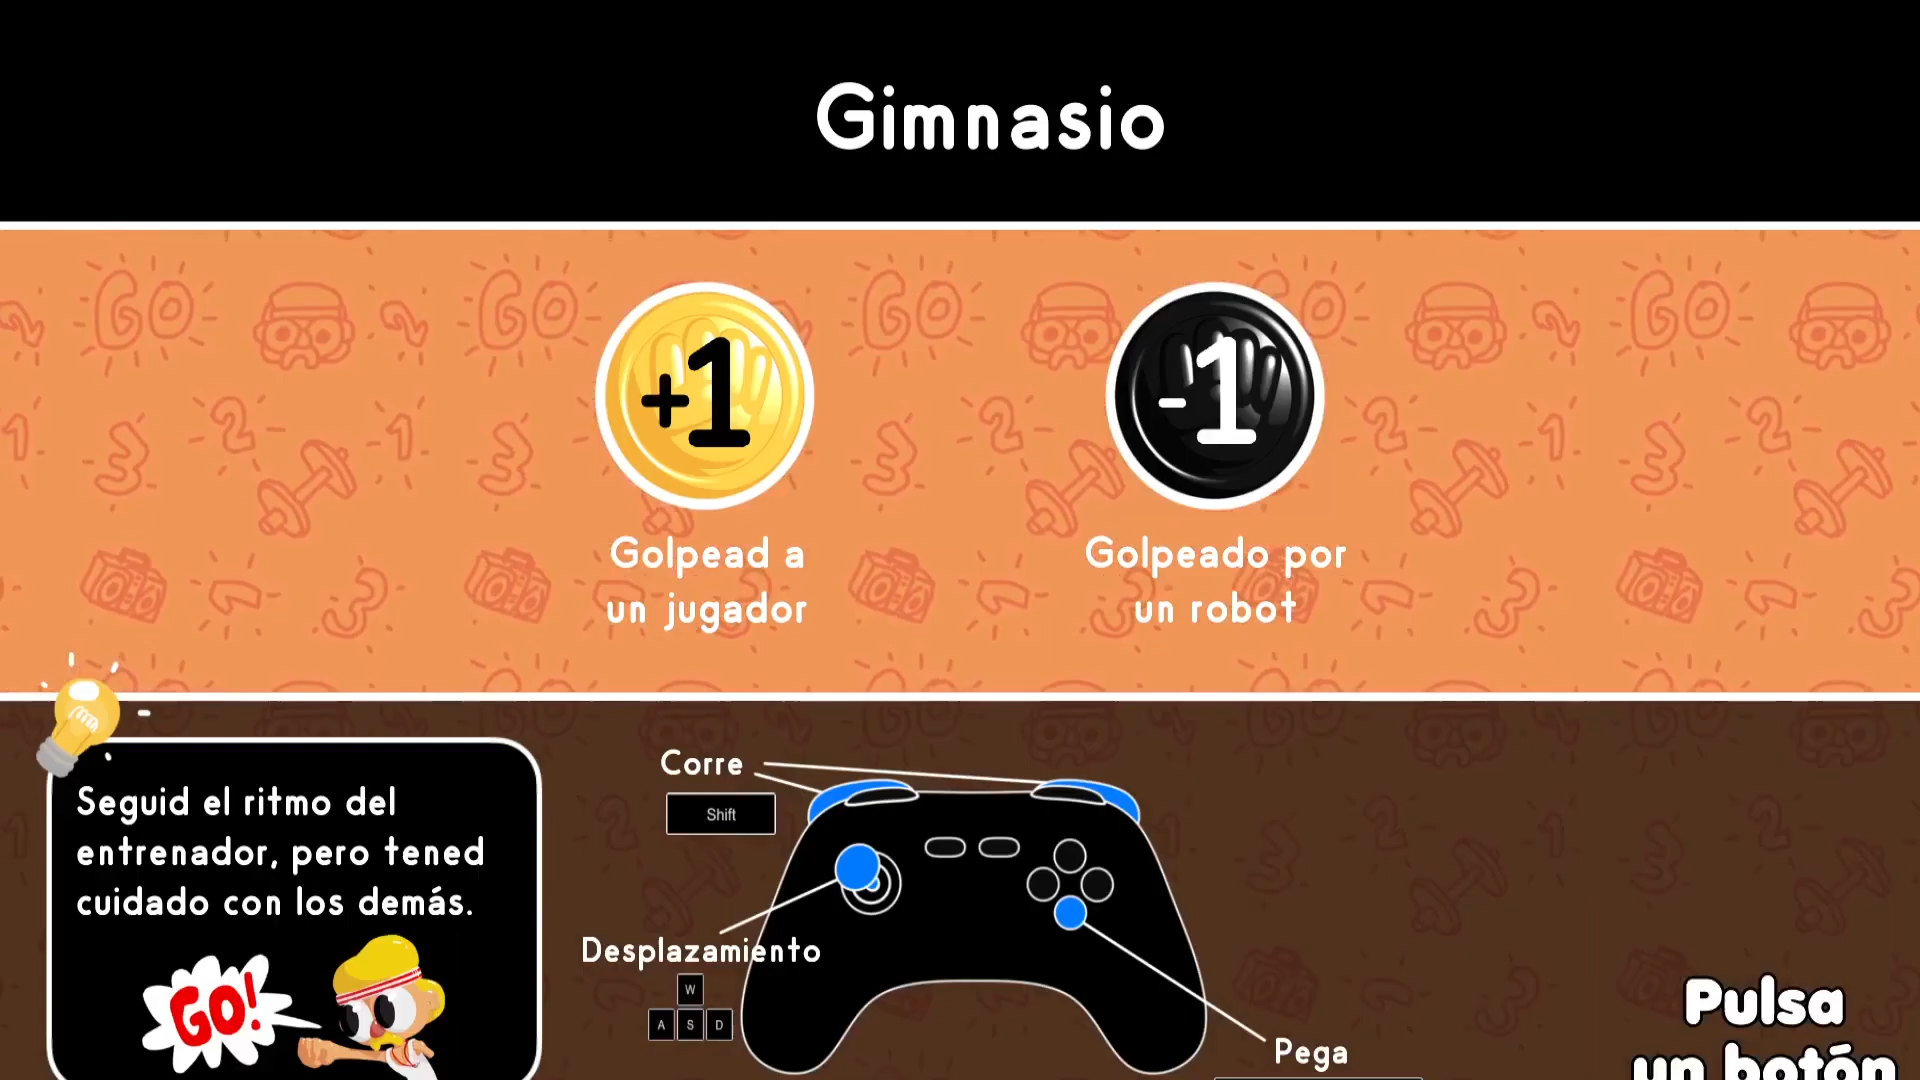 Gimnasio
+1
-1
Golpead a
un jugador
Golpeado por
un robot
Seguid el ritmo del
entrenador, pero tened
cuidado con los demás.
GO!
Corre
Shift
Desplazamiento
W
A S D
Pega
Pulsa
un botón